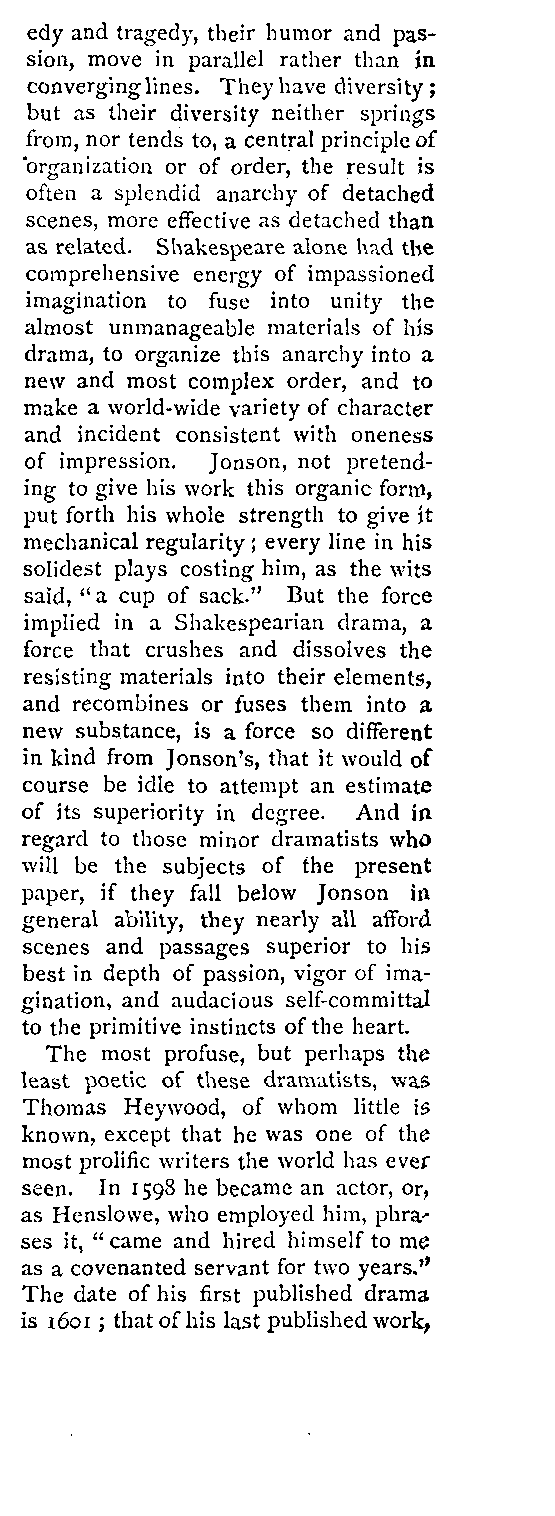 edy and tragedy, their humor and pas-
sion, move in parallel rather than in
converging lines. They have diversity;
but as their diversity neither springs
from, nor tends to, a central principle of
organization or of order, the result is
often a splendid anarchy of detached
scenes, more effective as detached than
as related. Shakespeare alone had the
comprehensive energy of impassioned
imagination to fuse into unity the
almost unmanageable materials of his
drama, to organize this anarchy into a
new and most complex order, and to
make a world-wide variety of character
and incident consistent with oneness
of impression. Jonson, not pretend-
ing to give his work this organic form,
put forth his whole strength to give it
mechanical regularity; every line in his
solidest plays costing him, as the wits
said, "a cup of sack." But the force
implied in a Shakespearian drama, a
force that crushes and dissolves the
resisting materials into their elements,
and recombines or fuses them into a
new substance, is a force so different
in kind from Jonson's, that it would of
course be idle to attempt an estimate
of its superiority in degree. And in
regard to those minor dramatists who
will be the subjects of the present
paper, if they fall below Jonson in
general ability, they nearly all afford
scenes and passages superior to his
best in depth of passion, vigor of ima-
gination, and audacious self-committal
to the primitive instincts of the heart.
The most profuse, but perhaps the
least poetic of these dramatists, was
Thomas Heywood, of whom little is
known, except that he was one of the
most prolific writers the world has ever
seen. In 1598 he became an actor, or,
as Henslowe, who employed him, phra-
ses it, "came and hired himself to me
as a covenanted servant for two years."
The date of his first published drama
is 1601; that of his last published work,